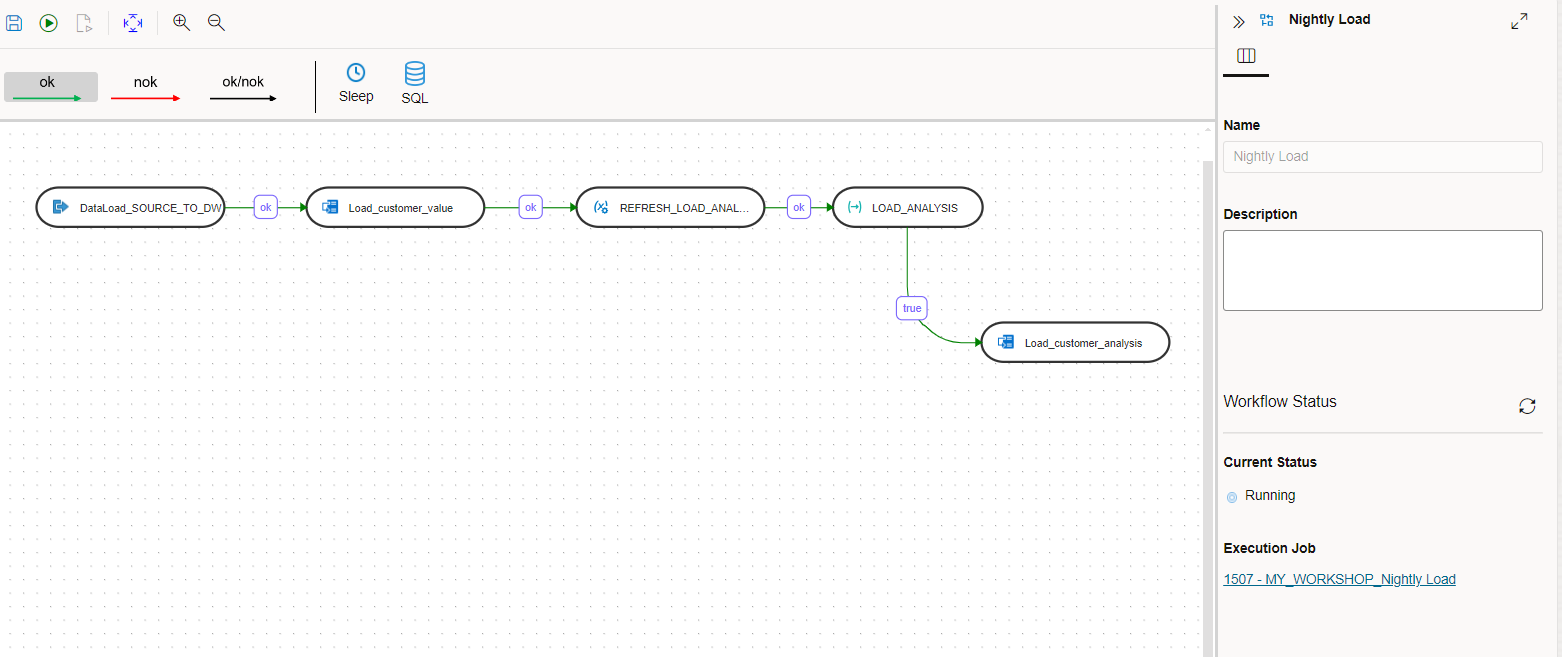 Nightly Load
ok
nok
ok/nok
Sleep
SQL
DataLoad_SOURCE_TO_DW
ok
Load_customer_value
ok
REFRESH_LOAD_ANAL...
ok
LOAD_ANALYSIS
true
Load_customer_analysis
Name
Nightly Load
Description
Workflow Status
Current Status
Running
Execution Job
1507 - MY_WORKSHOP_Nightly Load